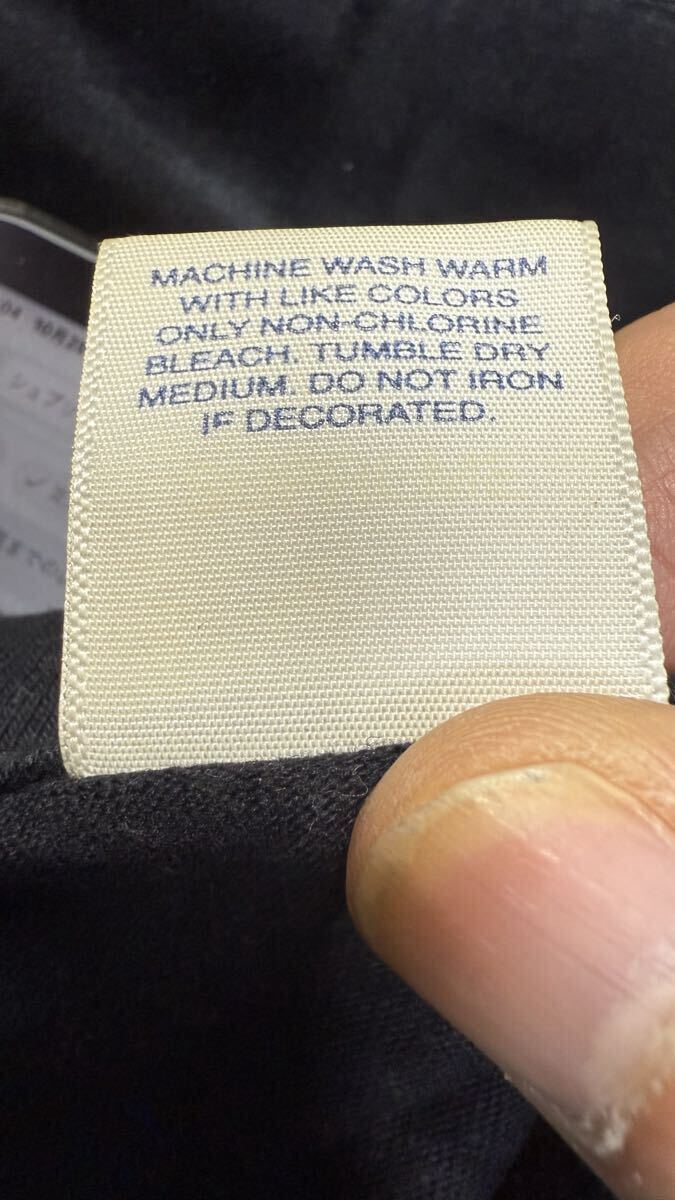 MACHINE WASH WARM
WITH LIKE COLORS
ONLY NON-CHLORINE
BLEACH. TUMBLE DRY
MEDIUM. DO NOT IRON
IF DECORATED.